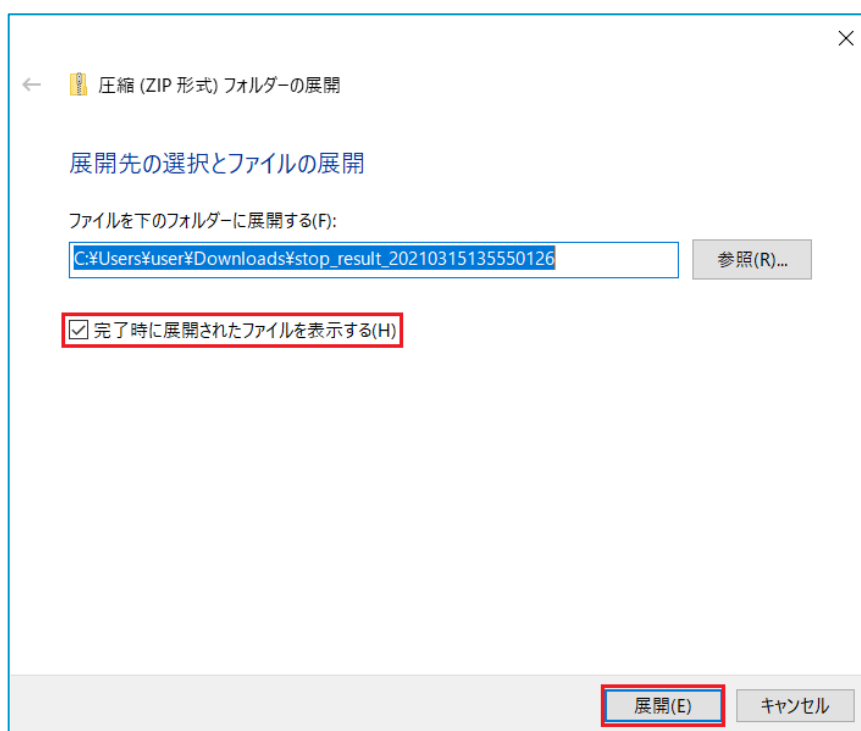 圧縮 (ZIP 形式) フォルダーの展開
展開先の選択とファイルの展開
ファイルを下のフォルダーに展開する(F):
C:¥Users¥user¥Downloads¥stop_result_20210315135550126
参照(R)...
完了時に展開されたファイルを表示する(H)
展開(E)
キャンセル